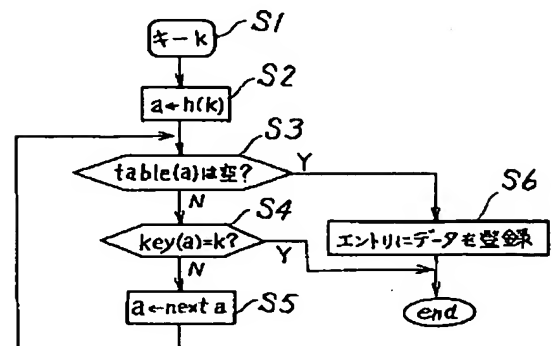 キーk
S1
a←h(k)
S2
table(a)は空?
S3
Y
N
key(a)=k?
S4
Y
N
エントリにデータを登録
S6
a←next a
S5
end